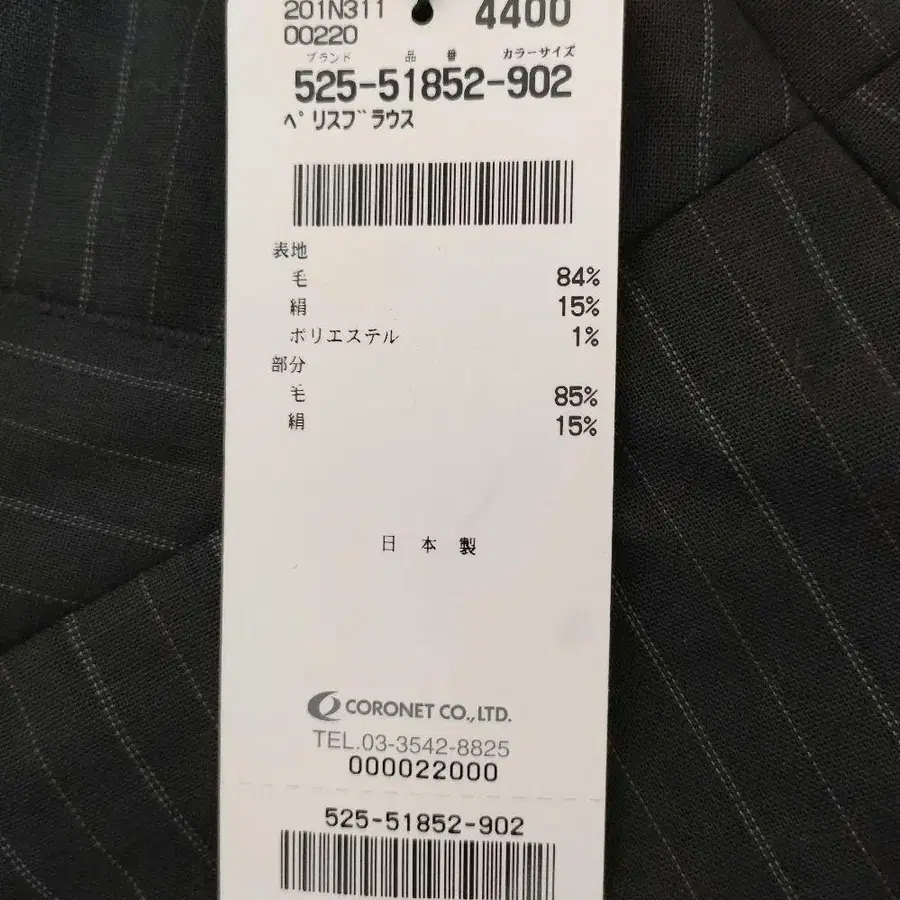 201N311
4400
00220
ブランド 品番 カラーサイズ
525-51852-902
ペリスブラウス
表地
毛 84%
絹 15%
ポリエステル 1%
部分
毛 85%
絹 15%
日本製
CORONET CO.,LTD.
TEL.03-3542-8825
000022000
525-51852-902